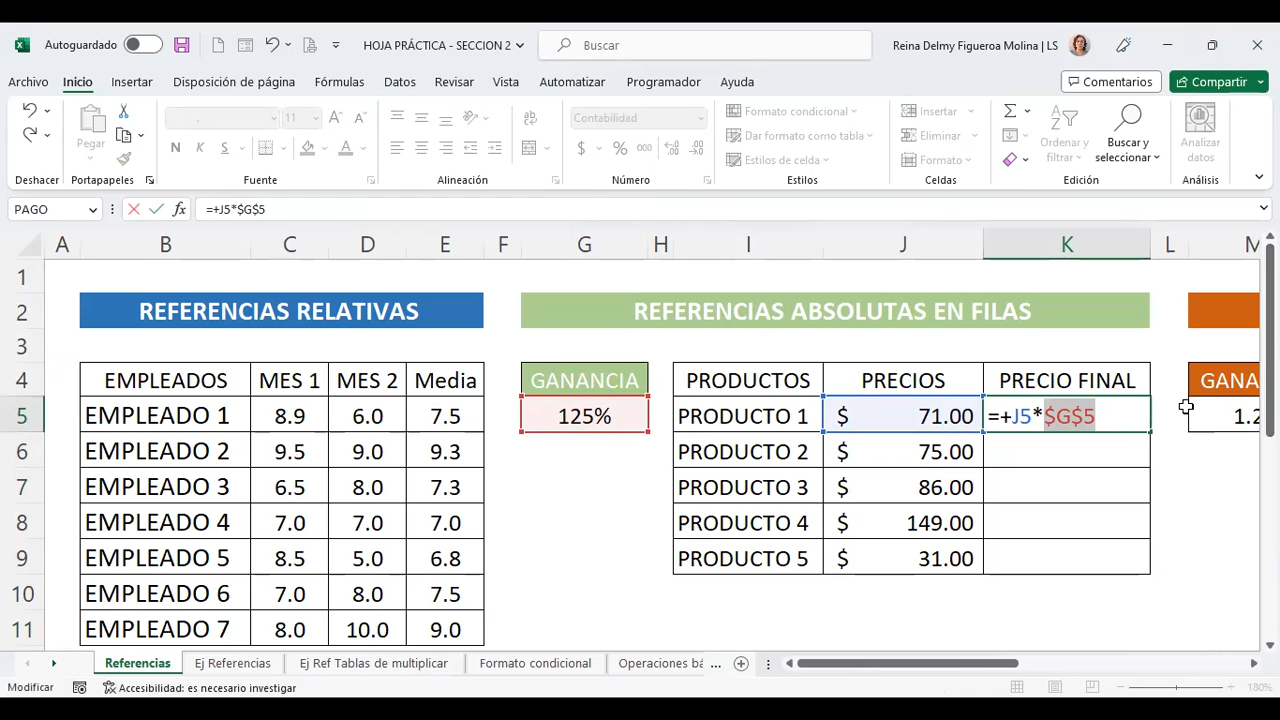 Autoguardado
HOJA PRÁCTICA - SECCION 2
Buscar
Reina Delmy Figueroa Molina | LS
Archivo Inicio Insertar Disposición de página Fórmulas Datos Revisar Vista Automatizar Programador Ayuda
Comentarios Compartir
Pegar
11
N K S
Contabilidad
$ % 000
Formato condicional
Dar formato como tabla
Estilos de celda
Insertar
Eliminar
Formato
Ordenar y filtrar
Buscar y seleccionar
Analizar datos
Deshacer Portapapeles Fuente Alineación Número Estilos Celdas Edición Análisis
PAGO fx =+J5*$G$5
A B C D E F G H I J K L M
1
2 REFERENCIAS RELATIVAS REFERENCIAS ABSOLUTAS EN FILAS
3
4 EMPLEADOS MES 1 MES 2 Media GANANCIA PRODUCTOS PRECIOS PRECIO FINAL GANA
5 EMPLEADO 1 8.9 6.0 7.5 125% PRODUCTO 1 $ 71.00 =+J5*$G$5 1.2
6 EMPLEADO 2 9.5 9.0 9.3 PRODUCTO 2 $ 75.00
7 EMPLEADO 3 6.5 8.0 7.3 PRODUCTO 3 $ 86.00
8 EMPLEADO 4 7.0 7.0 7.0 PRODUCTO 4 $ 149.00
9 EMPLEADO 5 8.5 5.0 6.8 PRODUCTO 5 $ 31.00
10 EMPLEADO 6 7.0 8.0 7.5
11 EMPLEADO 7 8.0 10.0 9.0
Referencias Ej Referencias Ej Ref Tablas de multiplicar Formato condicional Operaciones bá ...
Modificar Accesibilidad: es necesario investigar 180%